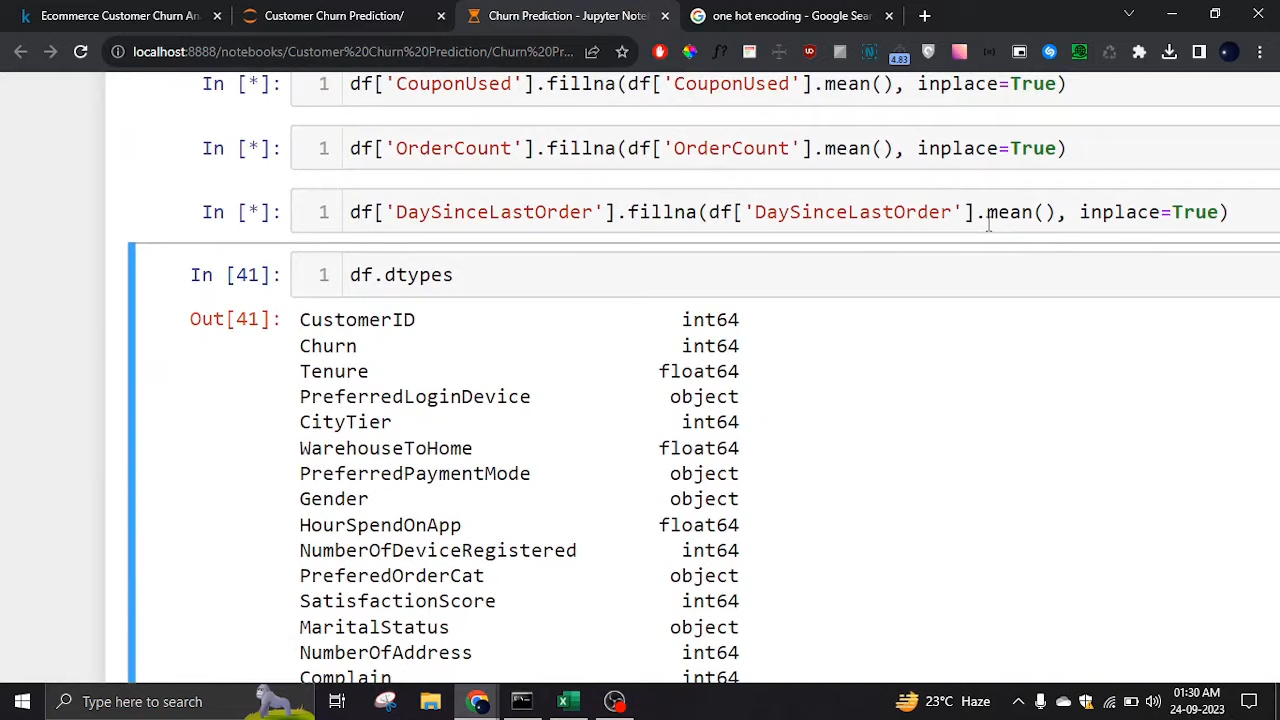 Ecommerce Customer Churn An
Customer Churn Prediction/
Churn Prediction - Jupyter Note
one hot encoding - Google Sear
localhost:8888/notebooks/Customer%20Churn%20Prediction/Churn%20Pr...
4.83
In [*]: 1 df['CouponUsed'].fillna(df['CouponUsed'].mean(), inplace=True)
In [*]: 1 df['OrderCount'].fillna(df['OrderCount'].mean(), inplace=True)
In [*]: 1 df['DaySinceLastOrder'].fillna(df['DaySinceLastOrder'].mean(), inplace=True)
In [41]: 1 df.dtypes
Out[41]: CustomerID int64
Churn int64
Tenure float64
PreferredLoginDevice object
CityTier int64
WarehouseToHome float64
PreferredPaymentMode object
Gender object
HourSpendOnApp float64
NumberOfDeviceRegistered int64
PreferedOrderCat object
SatisfactionScore int64
MaritalStatus object
NumberOfAddress int64
Complain int64
Type here to search
23°C Haze
01:30 AM
24-09-2023